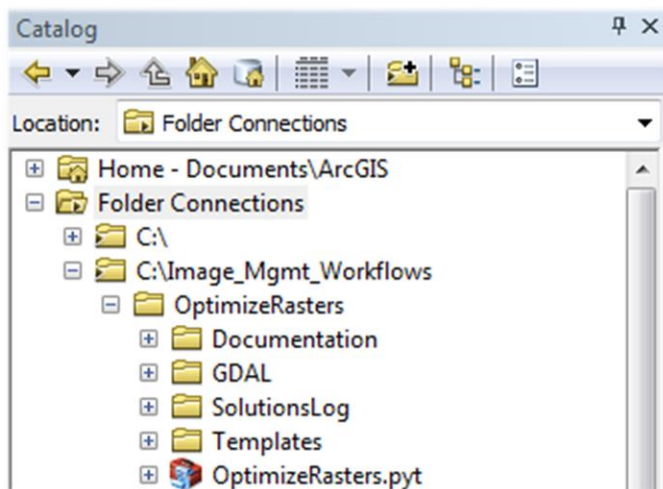 Catalog
Location: Folder Connections
Home - Documents\ArcGIS
Folder Connections
C:\
C:\Image_Mgmt_Workflows
OptimizeRasters
Documentation
GDAL
SolutionsLog
Templates
OptimizeRasters.pyt